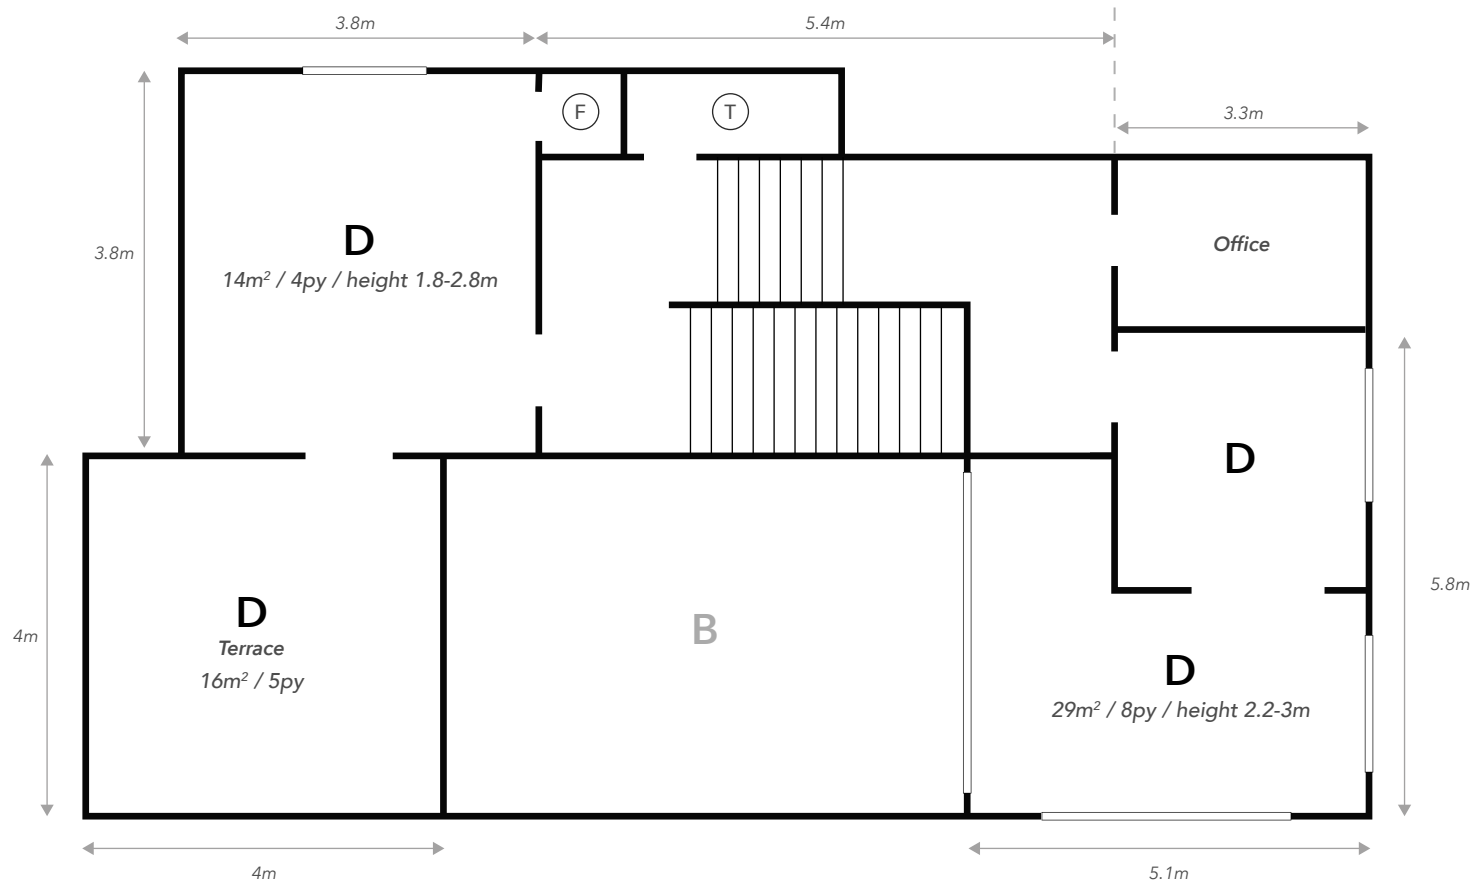 3.8m
5.4m
3.3m
F
T
D
14m² / 4py / height 1.8-2.8m
3.8m
Office
D
5.8m
4m
D
Terrace
16m² / 5py
B
D
29m² / 8py / height 2.2-3m
4m
5.1m